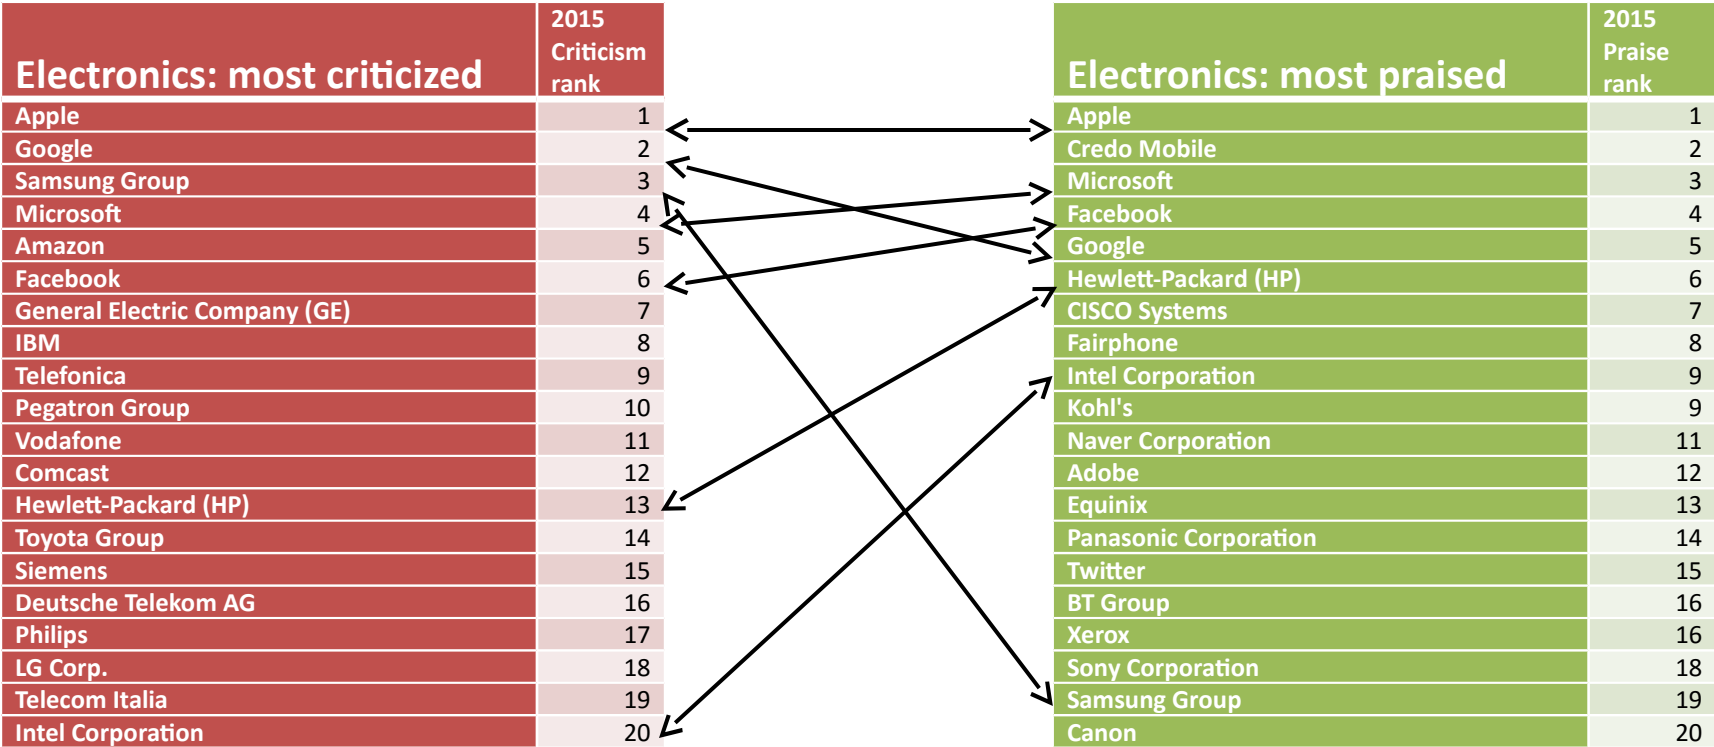 Electronics: most criticized 2015 Criticism rank
Apple 1
Google 2
Samsung Group 3
Microsoft 4
Amazon 5
Facebook 6
General Electric Company (GE) 7
IBM 8
Telefonica 9
Pegatron Group 10
Vodafone 11
Comcast 12
Hewlett-Packard (HP) 13
Toyota Group 14
Siemens 15
Deutsche Telekom AG 16
Philips 17
LG Corp. 18
Telecom Italia 19
Intel Corporation 20
Electronics: most praised 2015 Praise rank
Apple 1
Credo Mobile 2
Microsoft 3
Facebook 4
Google 5
Hewlett-Packard (HP) 6
CISCO Systems 7
Fairphone 8
Intel Corporation 9
Kohl's 9
Naver Corporation 11
Adobe 12
Equinix 13
Panasonic Corporation 14
Twitter 15
BT Group 16
Xerox 16
Sony Corporation 18
Samsung Group 19
Canon 20